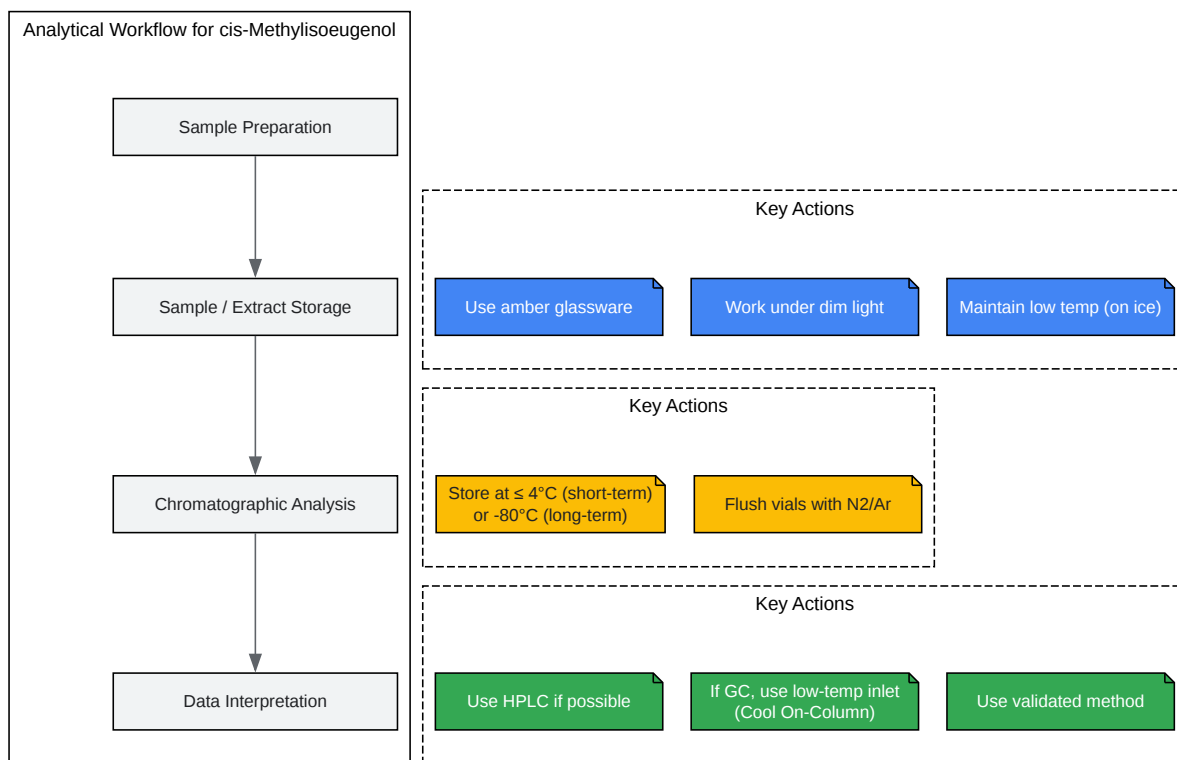 Analytical Workflow for cis-Methylisoeugenol
Sample Preparation
Key Actions
Sample / Extract Storage
Use amber glassware
Work under dim light
Maintain low temp (on ice)
Key Actions
Chromatographic Analysis
Store at ≤ 4°C (short-term)
or -80°C (long-term)
Flush vials with N2/Ar
Key Actions
Data Interpretation
Use HPLC if possible
If GC, use low-temp inlet
(Cool On-Column)
Use validated method